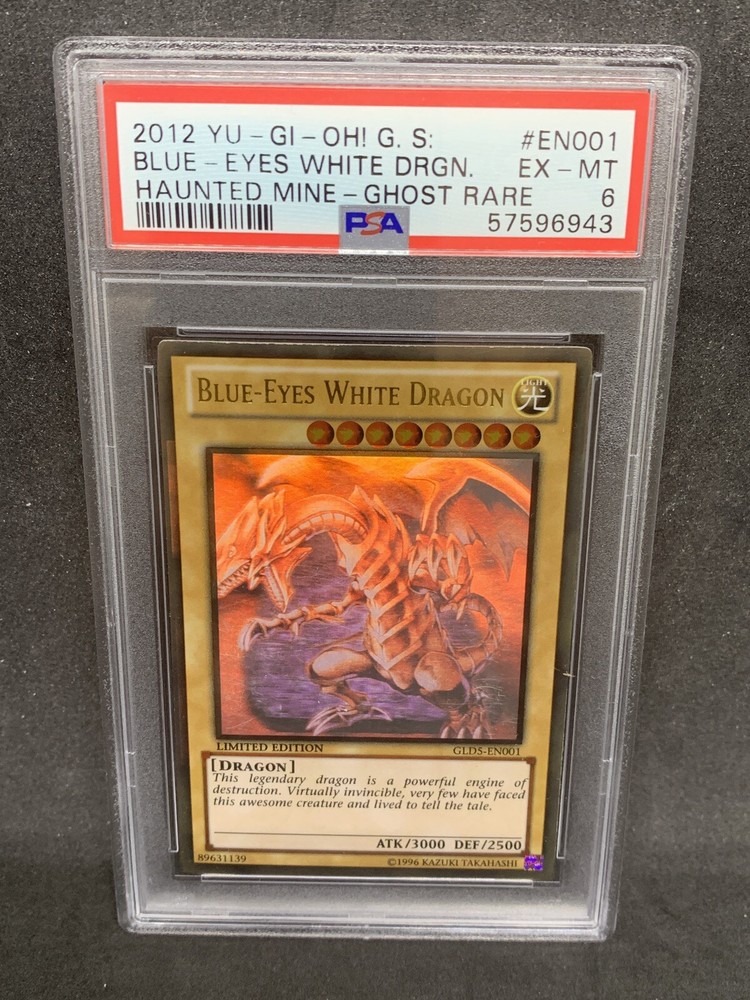 2012 YU-GI-OH! G. S: #EN001
BLUE-EYES WHITE DRGN. EX-MT
HAUNTED MINE-GHOST RARE 6
PSA 57596943
BLUE-EYES WHITE DRAGON LIGHT 光
LIMITED EDITION GLD5-EN001
[DRAGON]
This legendary dragon is a powerful engine of
destruction. Virtually invincible, very few have faced
this awesome creature and lived to tell the tale.
ATK/3000 DEF/2500
89631139 ©1996 KAZUKI TAKAHASHI